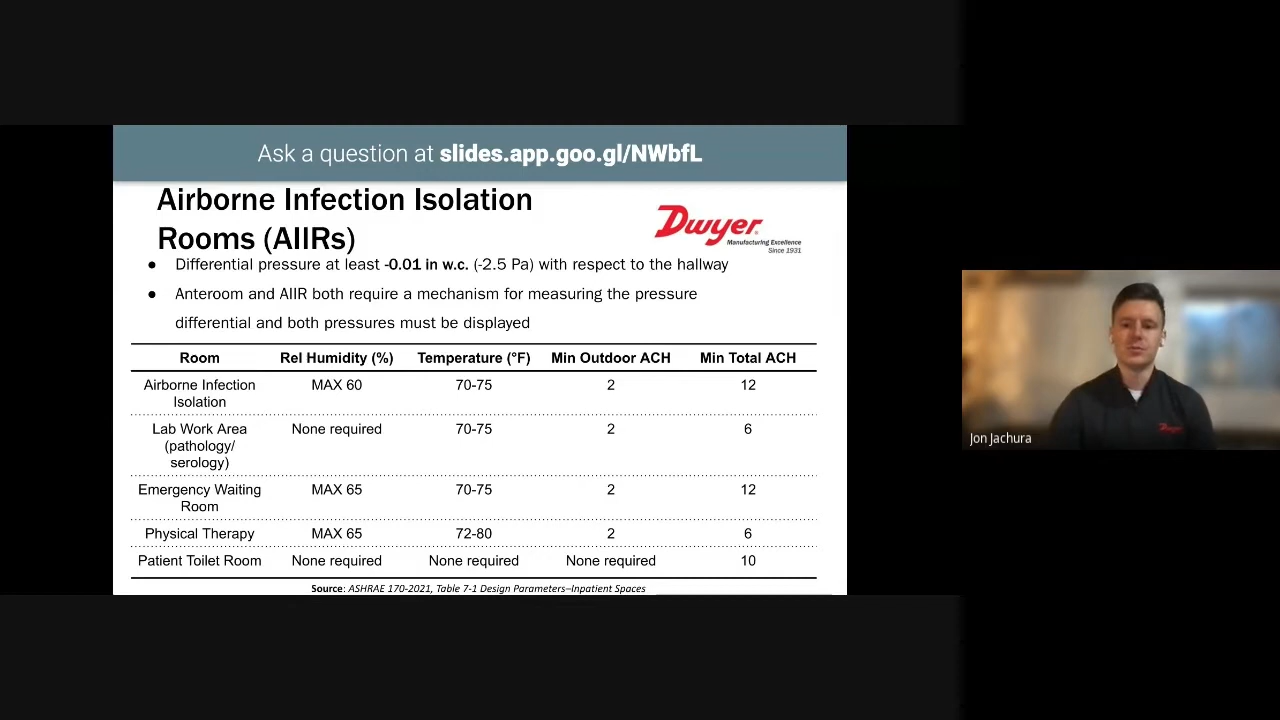 Ask a question at slides.app.goo.gl/NWbfL
Airborne Infection Isolation
Rooms (AIIRs)
Dwyer®
Manufacturing Excellence
Since 1931
● Differential pressure at least -0.01 in w.c. (-2.5 Pa) with respect to the hallway
● Anteroom and AIIR both require a mechanism for measuring the pressure
differential and both pressures must be displayed
Room Rel Humidity (%) Temperature (°F) Min Outdoor ACH Min Total ACH
Airborne Infection MAX 60 70-75 2 12
Isolation
Lab Work Area None required 70-75 2 6
(pathology/
serology)
Emergency Waiting MAX 65 70-75 2 12
Room
Physical Therapy MAX 65 72-80 2 6
Patient Toilet Room None required None required None required 10
Source: ASHRAE 170-2021, Table 7-1 Design Parameters–Inpatient Spaces
Dwyer
Jon Jachura